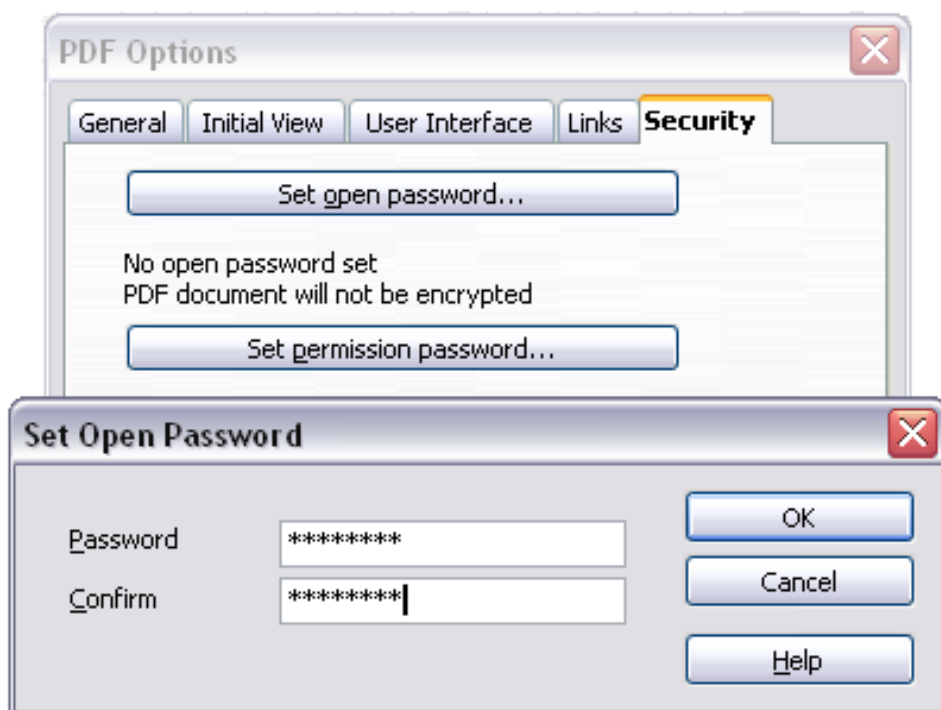 PDF Options
General Initial View User Interface Links Security
Set open password...
No open password set
PDF document will not be encrypted
Set permission password...
Set Open Password
Password ********
OK
Confirm ********
Cancel
Help